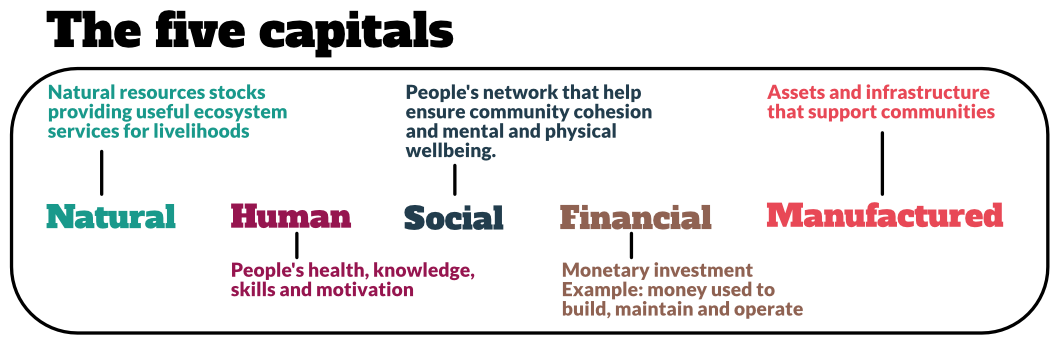 The five capitals
Natural resources stocks
providing useful ecosystem
services for livelihoods
People's network that help
ensure community cohesion
and mental and physical
wellbeing.
Assets and infrastructure
that support communities
Natural
Human
Social
Financial
Manufactured
People's health, knowledge,
skills and motivation
Monetary investment
Example: money used to
build, maintain and operate